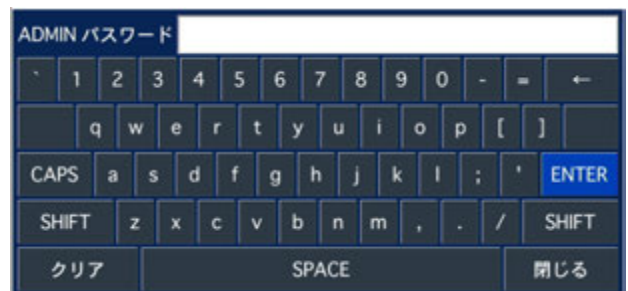 ADMIN パスワード
` 1 2 3 4 5 6 7 8 9 0 - = ←
q w e r t y u i o p [ ]
CAPS a s d f g h j k l ; ' ENTER
SHIFT z x c v b n m , . / SHIFT
クリア SPACE 閉じる